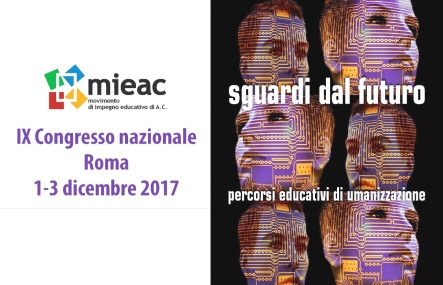 mieac
movimento
di impegno educativo di A.C.
IX Congresso nazionale
Roma
1-3 dicembre 2017
sguardi dal futuro
percorsi educativi di umanizzazione